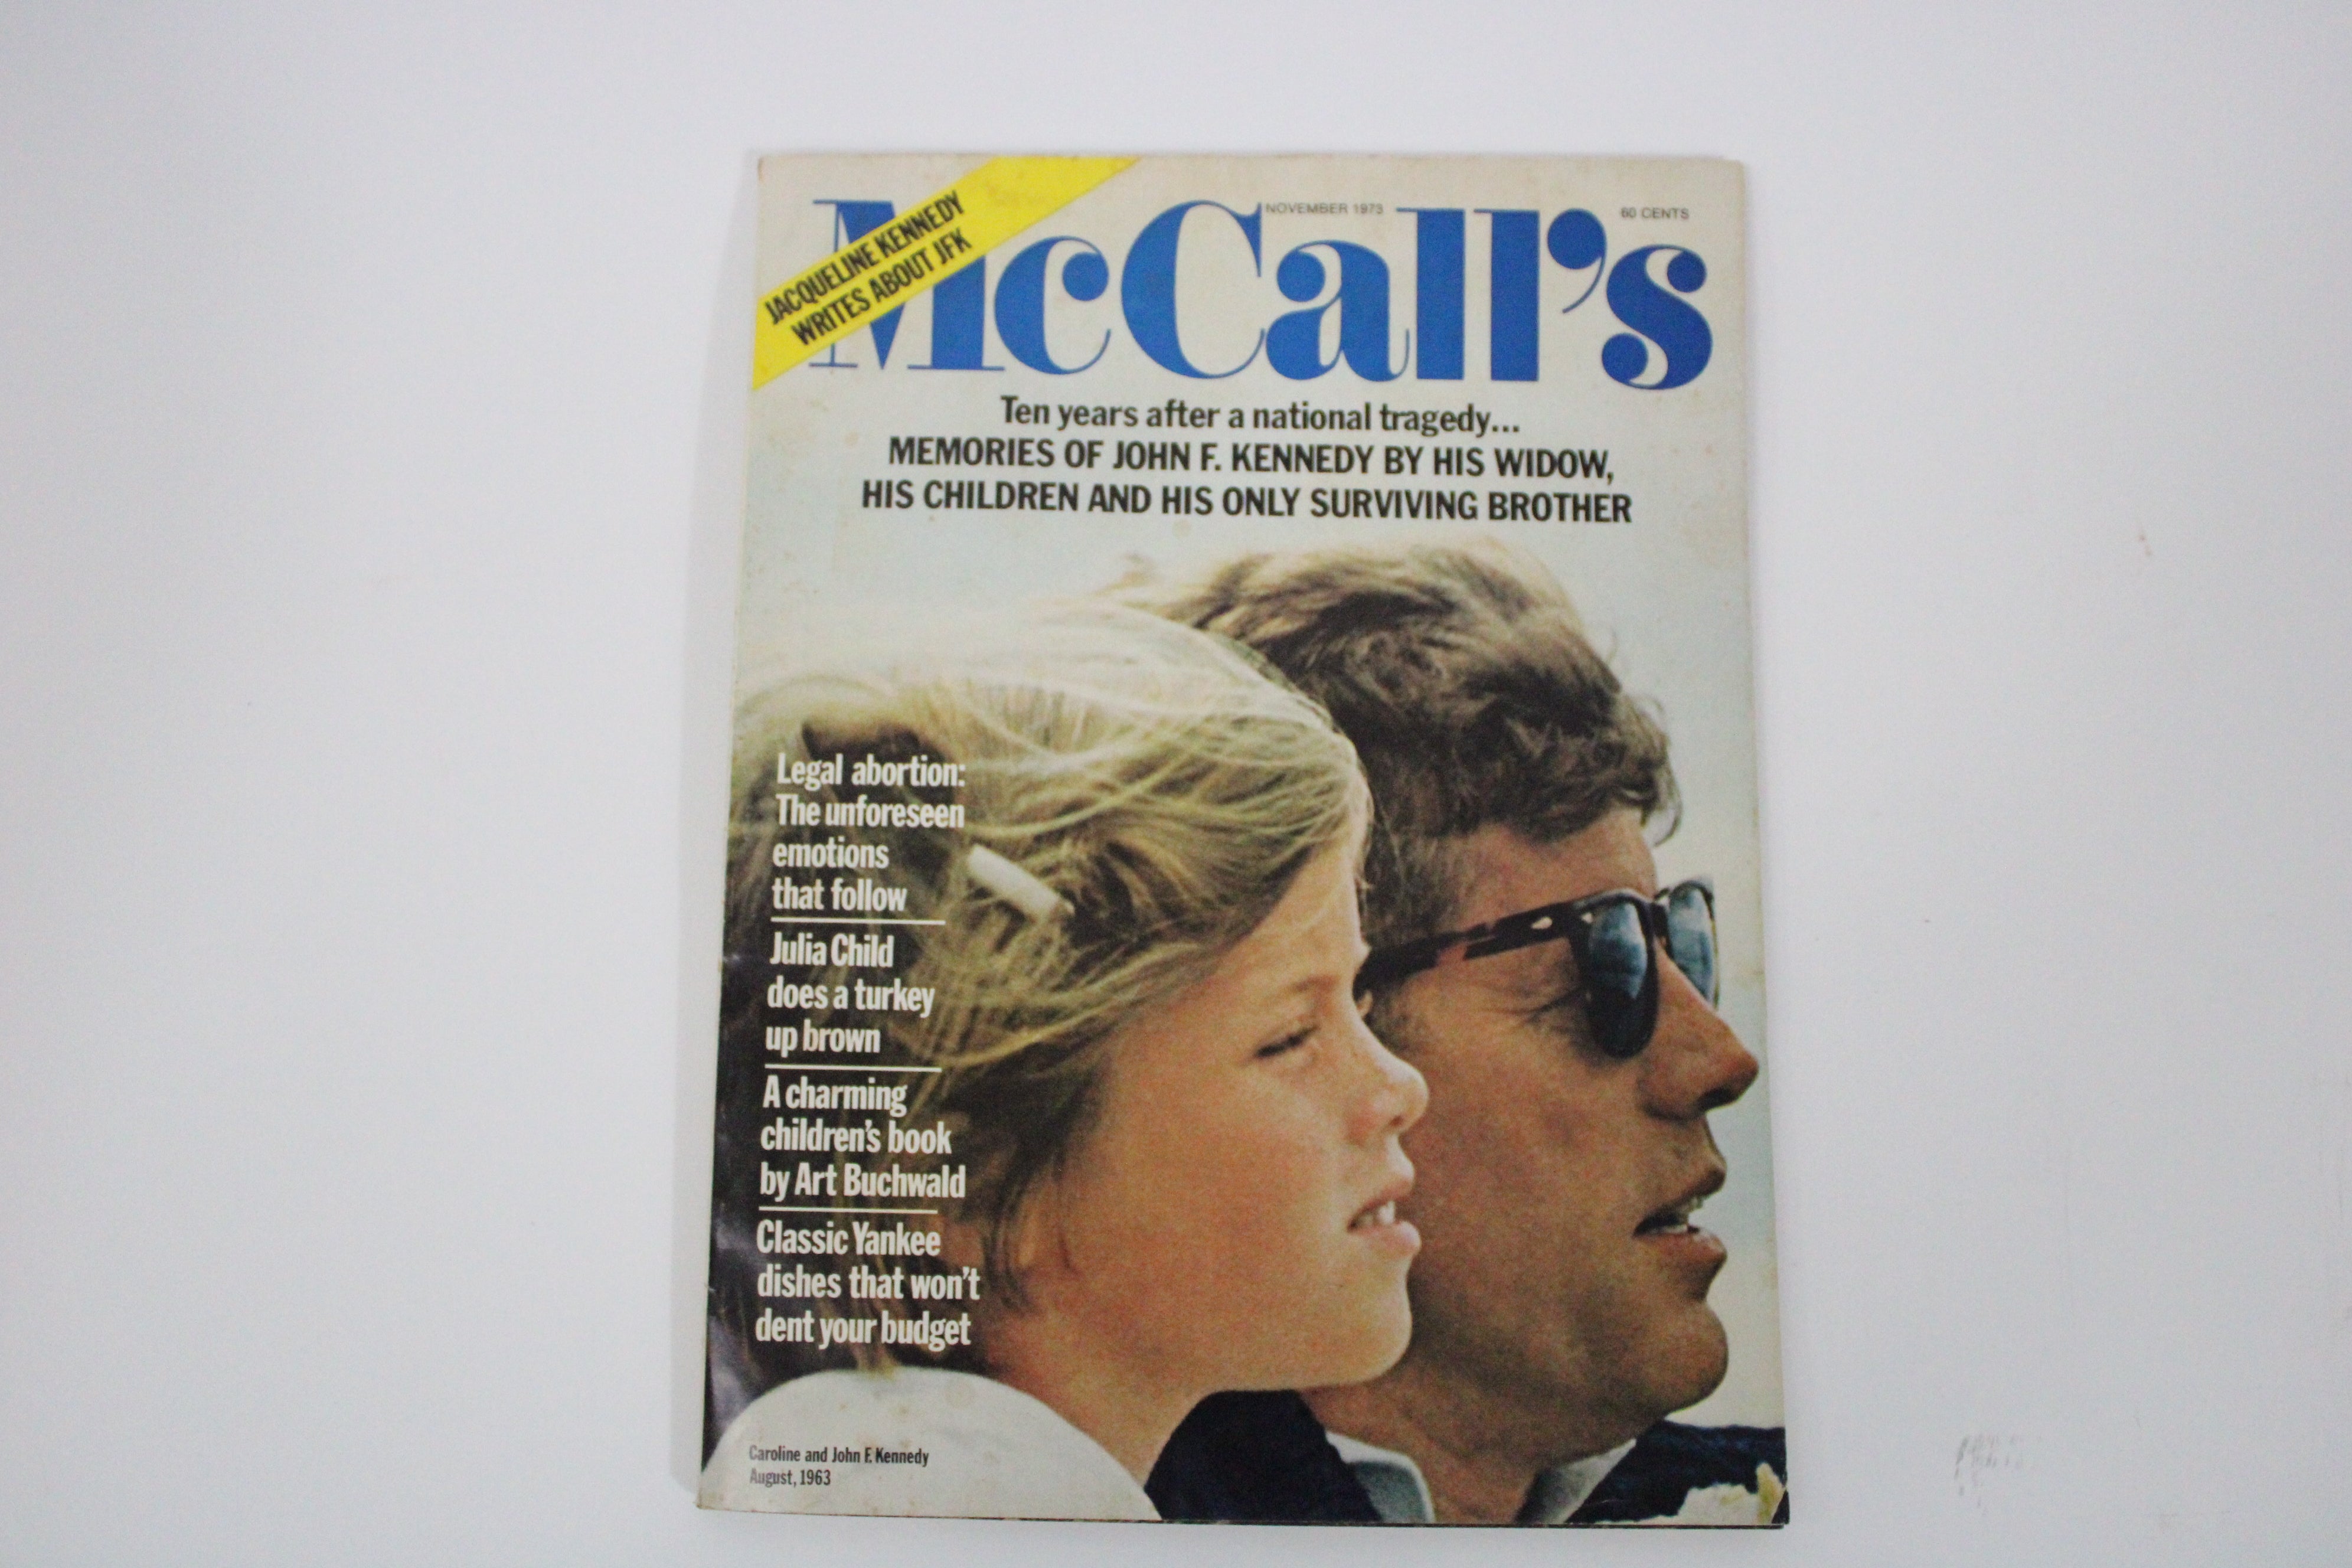 JACQUELINE KENNEDY
WRITES ABOUT JFK
NOVEMBER 1973
60 CENTS
McCall's
Ten years after a national tragedy...
MEMORIES OF JOHN F. KENNEDY BY HIS WIDOW,
HIS CHILDREN AND HIS ONLY SURVIVING BROTHER
Legal abortion:
The unforeseen
emotions
that follow
Julia Child
does a turkey
up brown
A charming
children's book
by Art Buchwald
Classic Yankee
dishes that won't
dent your budget
Caroline and John F. Kennedy
August, 1963